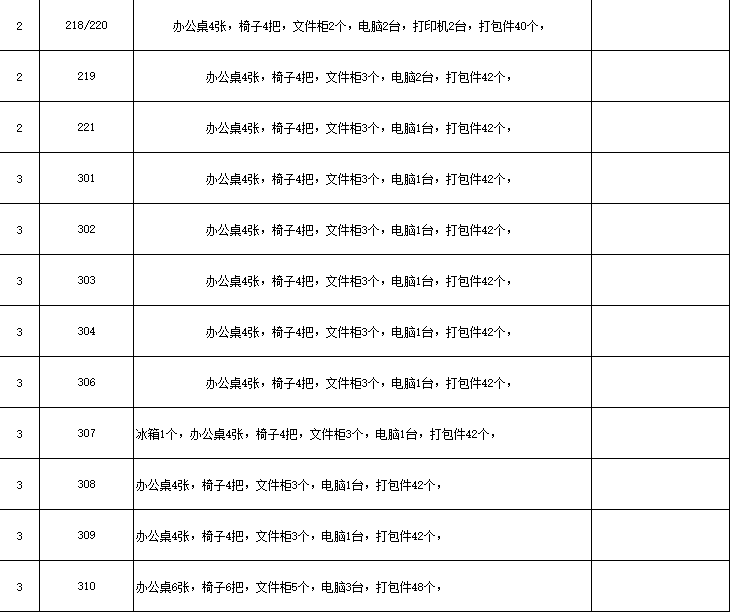 2 218/220 办公桌4张，椅子4把，文件柜2个，电脑2台，打印机2台，打包件40个，
2 219 办公桌4张，椅子4把，文件柜3个，电脑2台，打包件42个，
2 221 办公桌4张，椅子4把，文件柜3个，电脑1台，打包件42个，
3 301 办公桌4张，椅子4把，文件柜3个，电脑1台，打包件42个，
3 302 办公桌4张，椅子4把，文件柜3个，电脑1台，打包件42个，
3 303 办公桌4张，椅子4把，文件柜3个，电脑1台，打包件42个，
3 304 办公桌4张，椅子4把，文件柜3个，电脑1台，打包件42个，
3 306 办公桌4张，椅子4把，文件柜3个，电脑1台，打包件42个，
3 307 冰箱1个，办公桌4张，椅子4把，文件柜3个，电脑1台，打包件42个，
3 308 办公桌4张，椅子4把，文件柜3个，电脑1台，打包件42个，
3 309 办公桌4张，椅子4把，文件柜3个，电脑1台，打包件42个，
3 310 办公桌6张，椅子6把，文件柜5个，电脑3台，打包件48个，